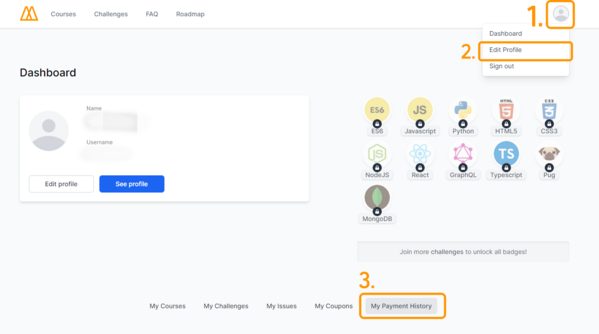 Courses Challenges FAQ Roadmap
1.
Dashboard
2. Edit Profile
Sign out
Dashboard
Name
Username
Edit profile See profile
ES6 JS HTML CSS
ES6 Javascript Python HTML5 CSS3
JS TS
NodeJS React GraphQL Typescript Pug
MongoDB
Join more challenges to unlock all badges!
3.
My Courses My Challenges My Issues My Coupons My Payment History